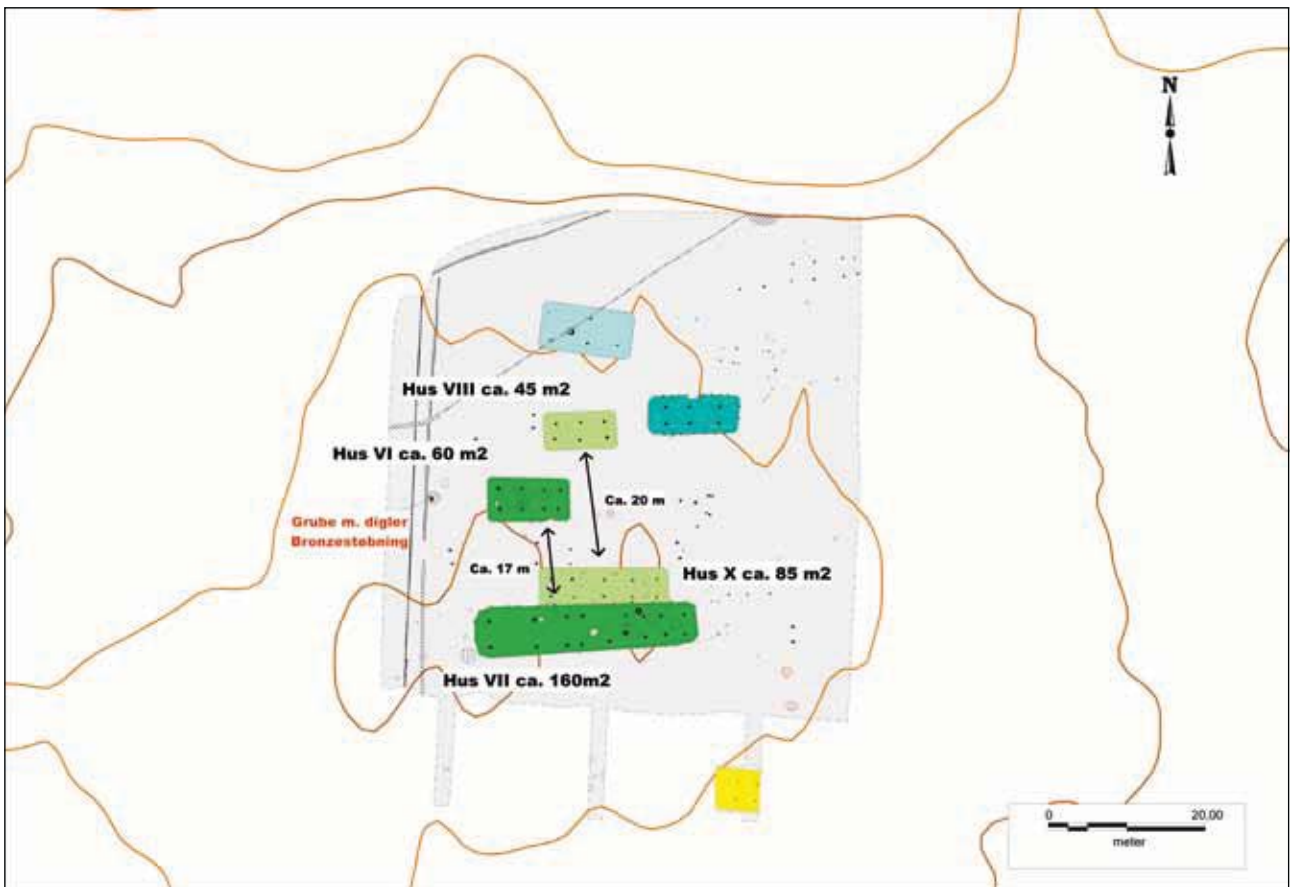 N
Hus VIII ca. 45 m2
Hus VI ca. 60 m2
Ca. 20 m
Grube m. digler
Bronzestøbning
Ca. 17 m
Hus X ca. 85 m2
Hus VII ca. 160m2
0 20,00
meter